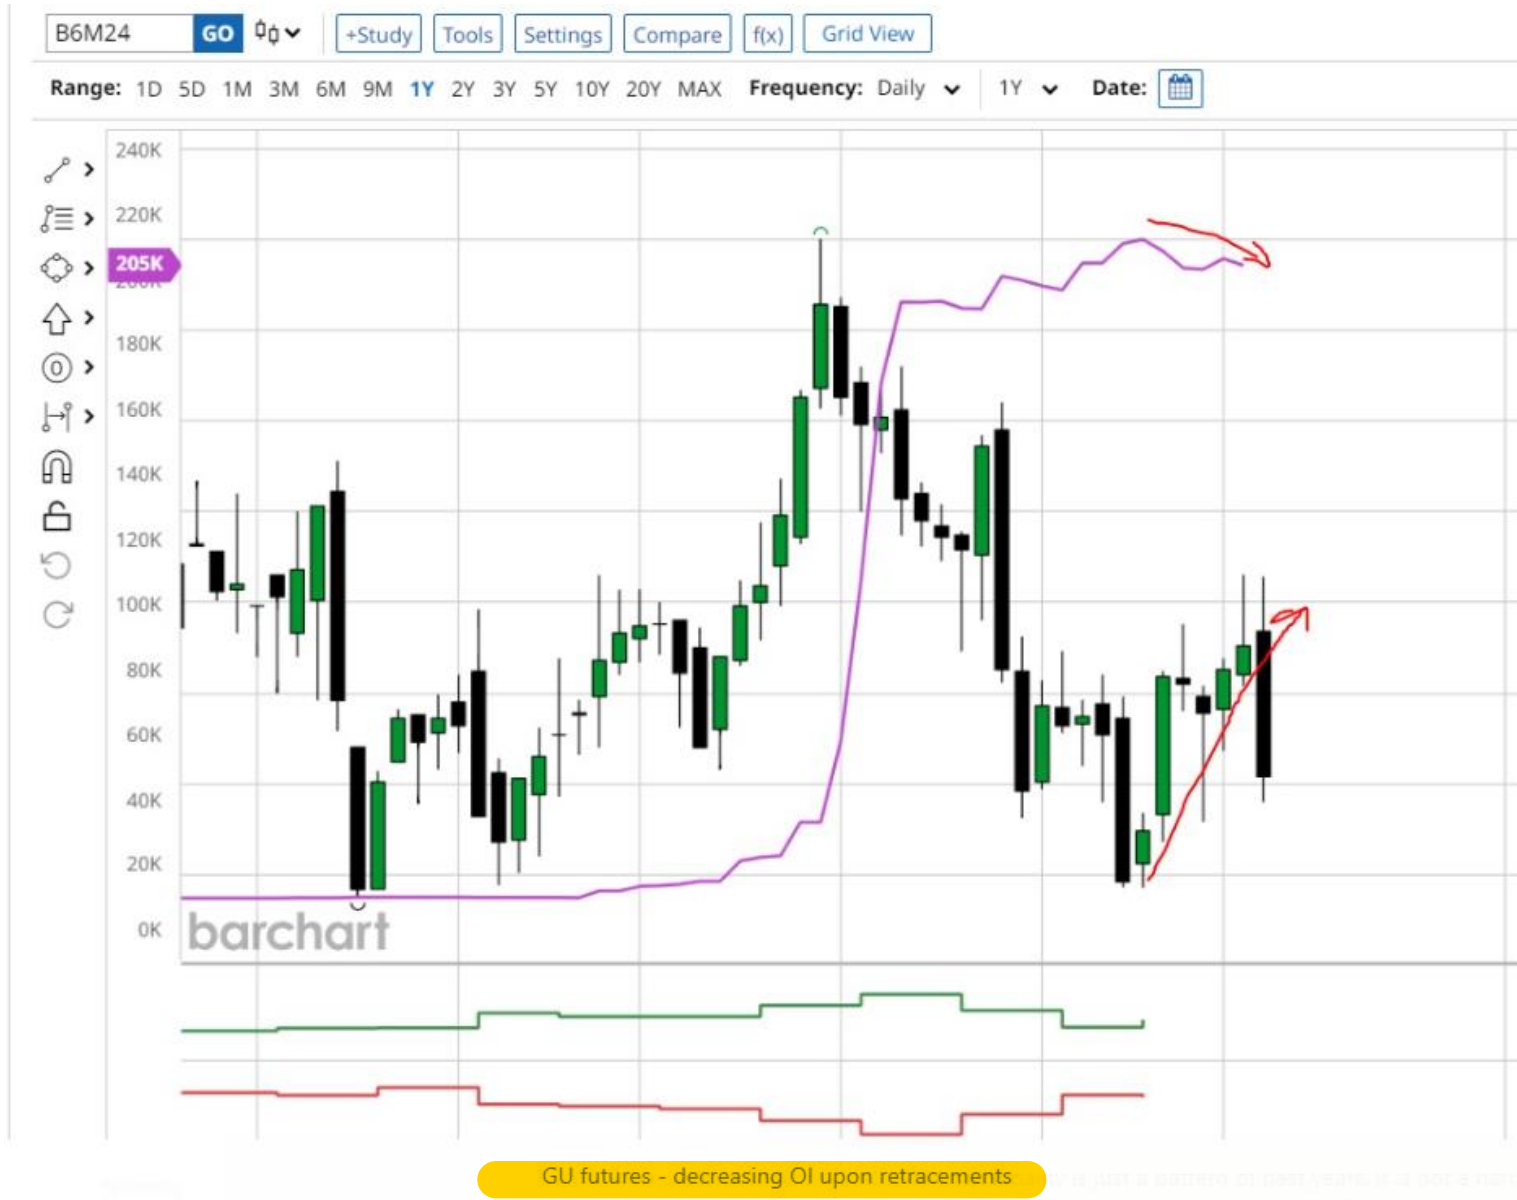 B6M24 GO +Study Tools Settings Compare f(x) Grid View
Range: 1D 5D 1M 3M 6M 9M 1Y 2Y 3Y 5Y 10Y 20Y MAX Frequency: Daily 1Y Date:
240K
220K
205K
200K
180K
160K
140K
120K
100K
80K
60K
40K
20K
0K
barchart
GU futures - decreasing OI upon retracements